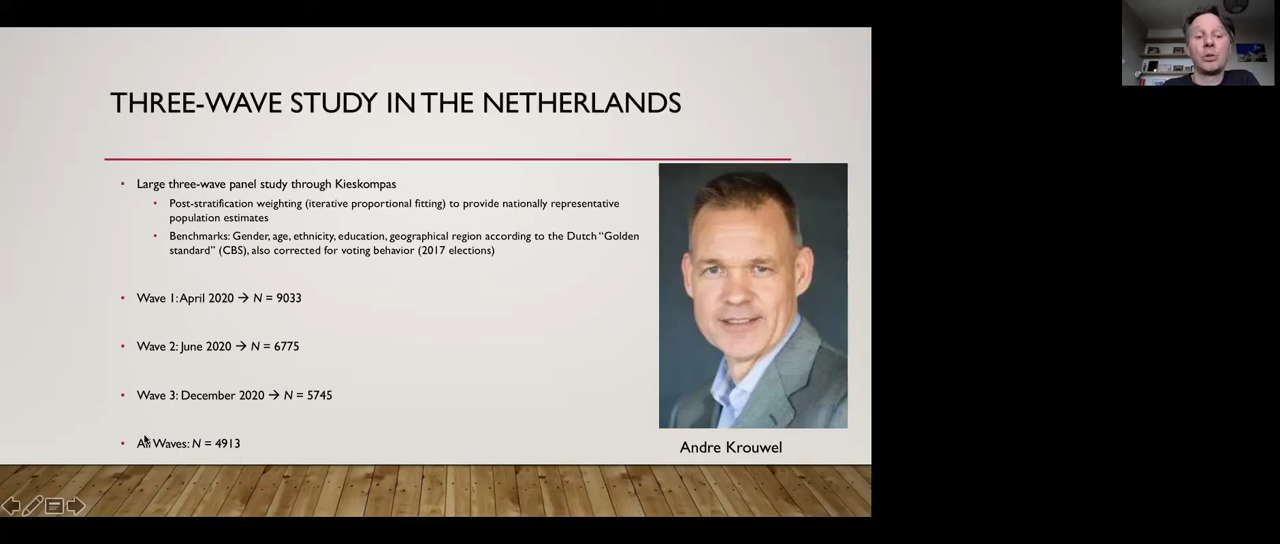 THREE-WAVE STUDY IN THE NETHERLANDS
• Large three-wave panel study through Kieskompas
• Post-stratification weighting (iterative proportional fitting) to provide nationally representative
population estimates
• Benchmarks: Gender, age, ethnicity, education, geographical region according to the Dutch “Golden
standard” (CBS), also corrected for voting behavior (2017 elections)
• Wave 1: April 2020 → N = 9033
• Wave 2: June 2020 → N = 6775
• Wave 3: December 2020 → N = 5745
• All Waves: N = 4913
Andre Krouwel